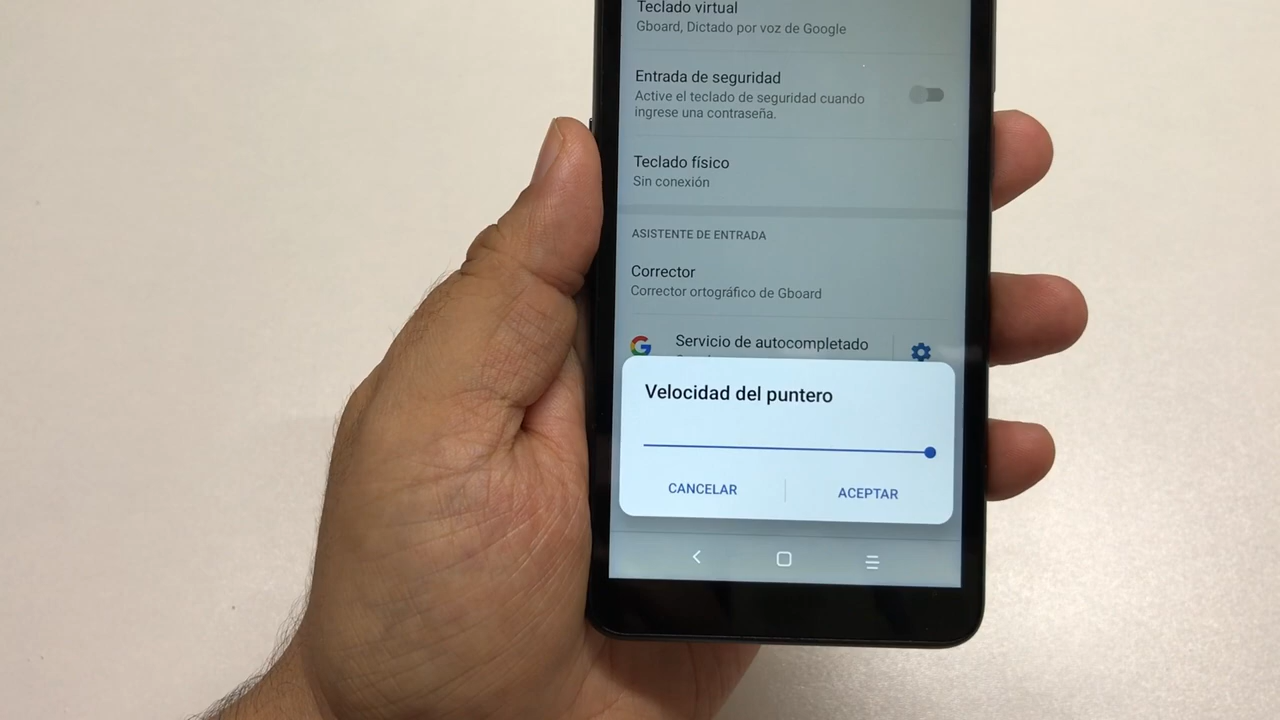 Teclado virtual
Gboard, Dictado por voz de Google
Entrada de seguridad
Active el teclado de seguridad cuando
ingrese una contraseña.
Teclado físico
Sin conexión
ASISTENTE DE ENTRADA
Corrector
Corrector ortográfico de Gboard
Servicio de autocompletado
Velocidad del puntero
CANCELAR
ACEPTAR